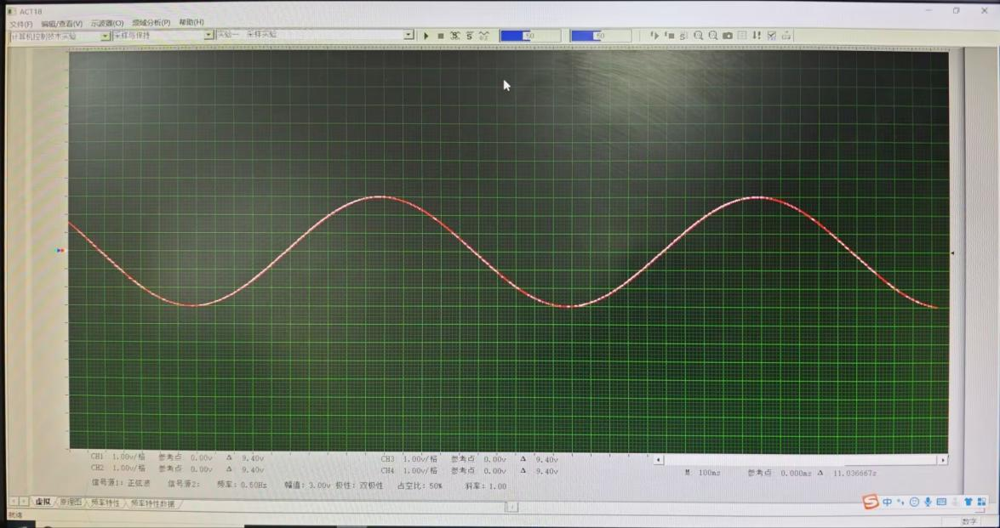 ACT18
文件(F) 编辑/查看(V) 示波器(O) 频域分析(P) 帮助(H)
计算机控制技术实验 采样与保持 实验一 采样实验 50 50
CH1 1.00v/格 参考点 0.00v Δ 9.40v CH3 1.00v/格 参考点 0.00v Δ 9.40v
CH2 1.00v/格 参考点 0.00v Δ 9.40v CH4 1.00v/格 参考点 0.00v Δ 9.40v M: 100ms 参考点 0.000ms Δ 11.036667s
信号源1: 正弦波 信号源2: 频率: 0.50Hz 幅值: 3.00v 极性: 双极性 占空比: 50% 斜率: 1.00
虚拟 原理图 频率特性 频率特性数据
中
就绪 数字